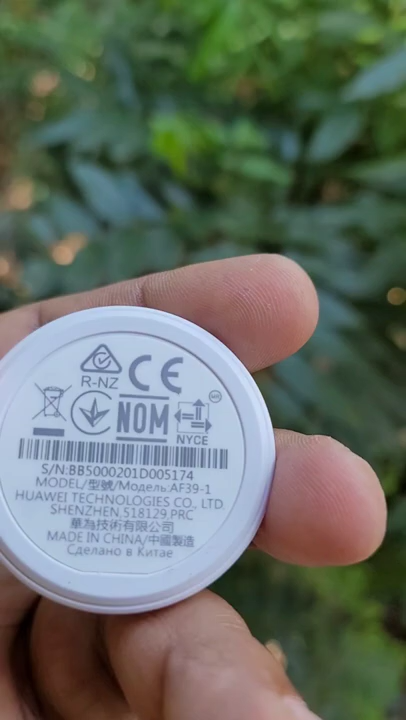 R-NZ
CE
NOM
NYCE
S/N:BB5000201D005174
MODEL/型號/Модель:AF39-1
HUAWEI TECHNOLOGIES CO., LTD.
SHENZHEN,518129,PRC
華為技術有限公司
MADE IN CHINA/中國製造
Сделано в Китае